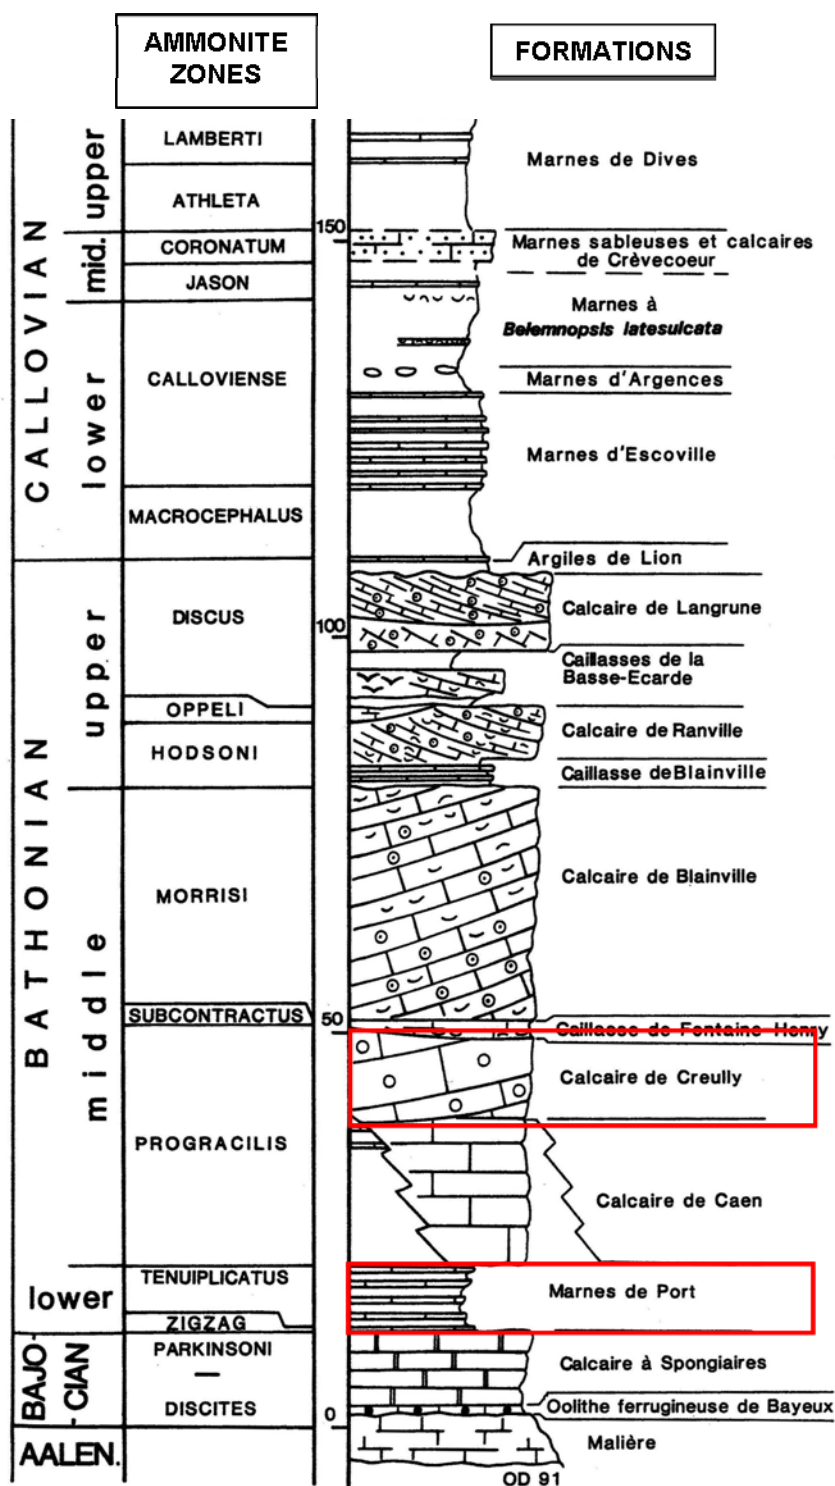 AMMONITE
ZONES
FORMATIONS
CALLOVIAN
upper
mid.
lower
LAMBERTI
ATHLETA
CORONATUM
JASON
CALLOVIENSE
MACROCEPHALUS
BATHONIAN
upper
middle
lower
DISCUS
OPPELI
HODSONI
MORRISI
SUBCONTRACTUS
PROGRACILIS
TENUIPLICATUS
ZIGZAG
BAJO-
-CIAN
PARKINSONI
—
DISCITES
AALEN.
150
100
50
0
Marnes de Dives
Marnes sableuses et calcaires
de Crèvecoeur
Marnes à
Belemnopsis latesulcata
Marnes d'Argences
Marnes d'Escoville
Argiles de Lion
Calcaire de Langrune
Caillasses de la
Basse-Ecarde
Calcaire de Ranville
Caillasse de Blainville
Calcaire de Blainville
Caillasse de Fontaine-Henry
Calcaire de Creully
Calcaire de Caen
Marnes de Port
Calcaire à Spongiaires
Oolithe ferrugineuse de Bayeux
Malière
OD 91